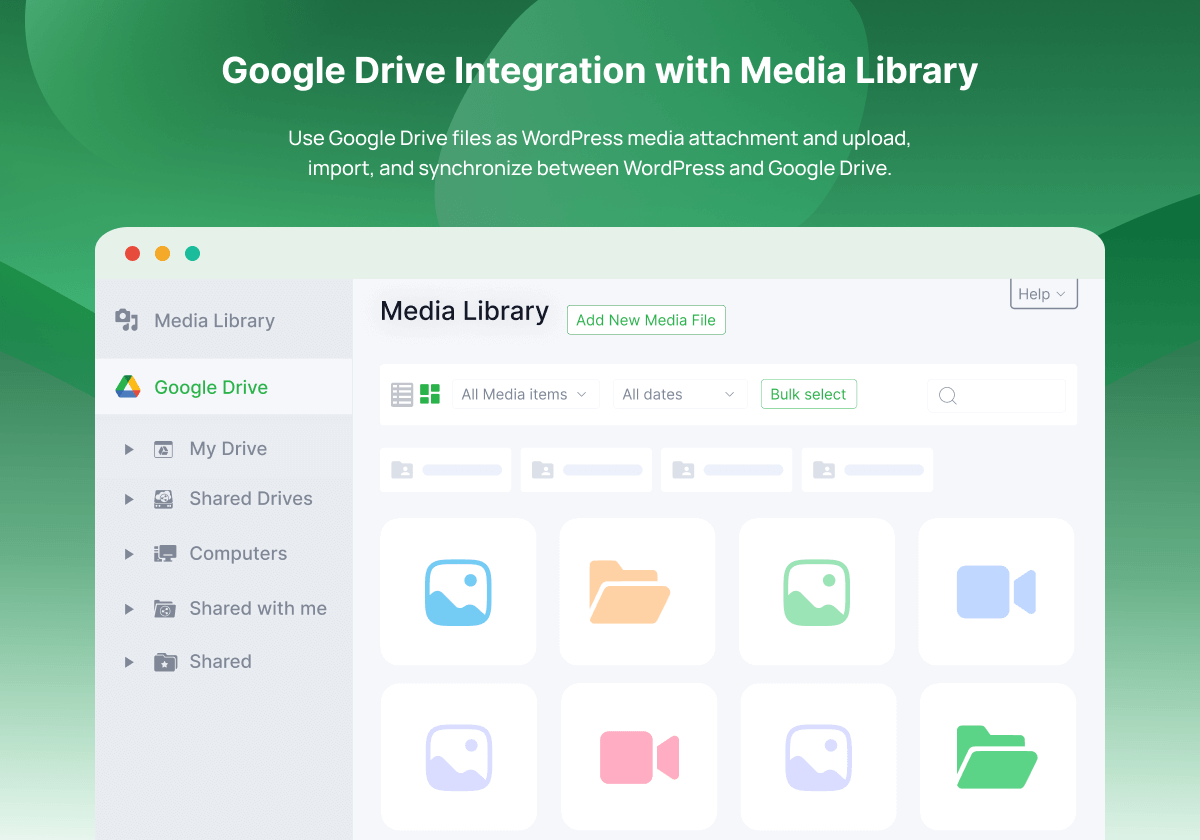 Google Drive Integration with Media Library
Use Google Drive files as WordPress media attachment and upload,
import, and synchronize between WordPress and Google Drive.
Media Library
Google Drive
My Drive
Shared Drives
Computers
Shared with me
Shared
Media Library
Add New Media File
Help
All Media items
All dates
Bulk select